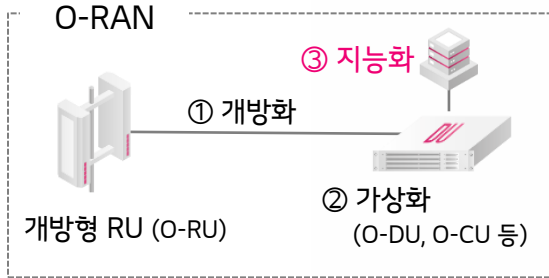 O-RAN
③ 지능화
① 개방화
DU
② 가상화
개방형 RU (O-RU)
(O-DU, O-CU 등)